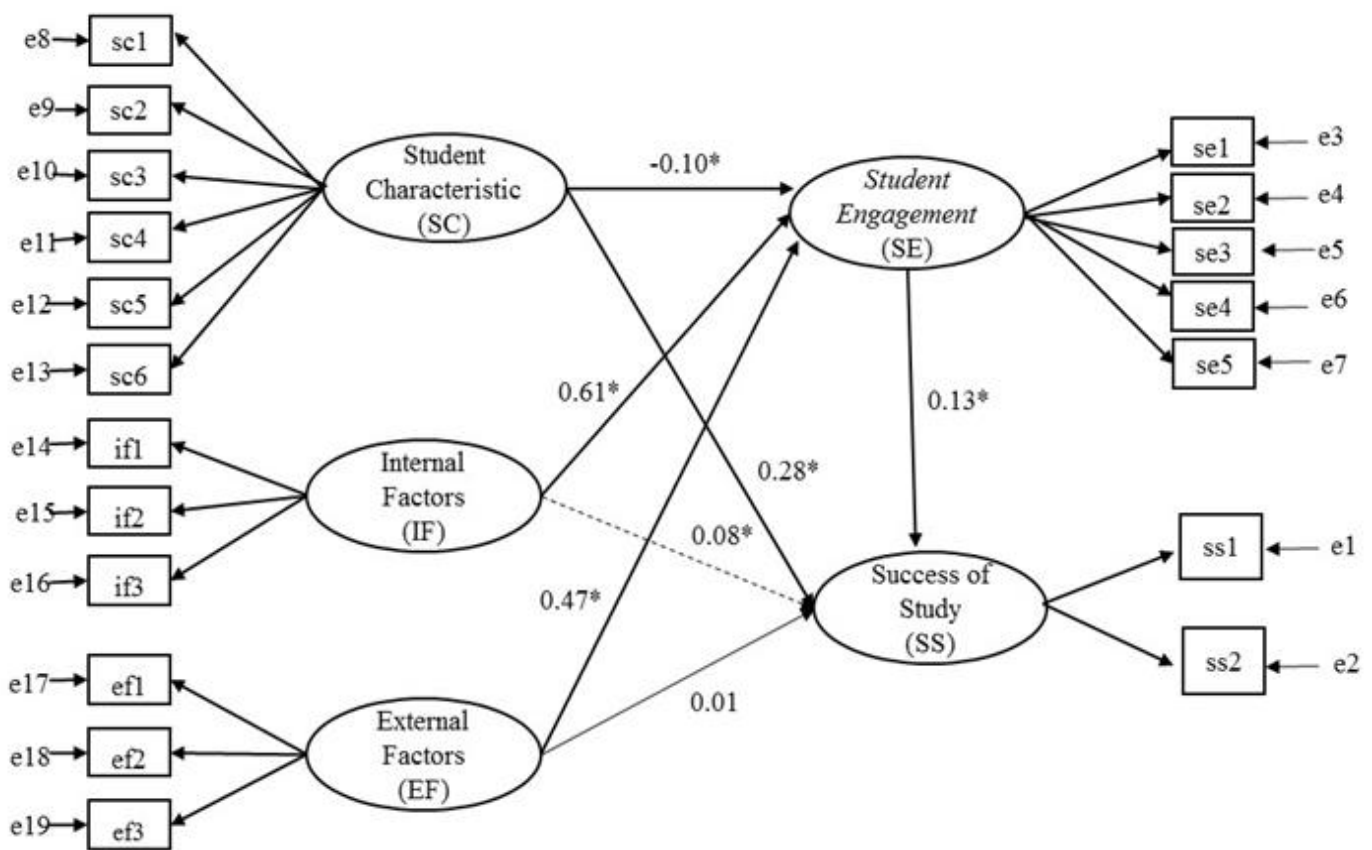 e8
sc1
e9
sc2
e10
sc3
e11
sc4
e12
sc5
e13
sc6
e14
if1
e15
if2
e16
if3
e17
ef1
e18
ef2
e19
ef3
Student
Characteristic
(SC)
Internal
Factors
(IF)
External
Factors
(EF)
-0.10*
0.61*
0.28*
0.08*
0.47*
0.01
0.13*
Student
Engagement
(SE)
Success of
Study
(SS)
se1
e3
se2
e4
se3
e5
se4
e6
se5
e7
ss1
e1
ss2
e2